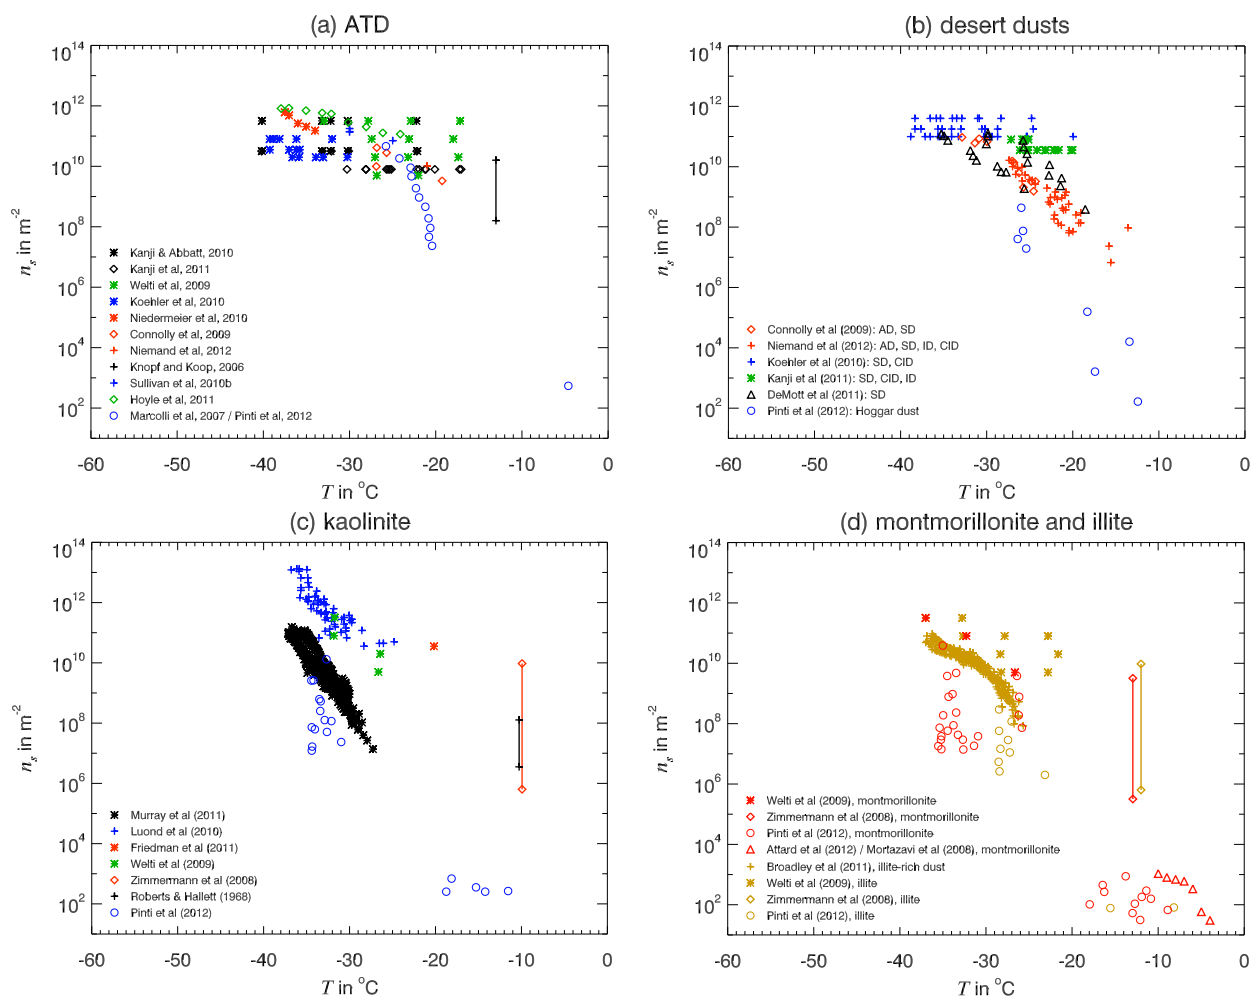 (a) ATD
10^14
10^12
10^10
10^8
10^6
10^4
10^2
n_s in m^-2
Kanji & Abbatt, 2010
Kanji et al, 2011
Welti et al, 2009
Koehler et al, 2010
Niedermeier et al, 2010
Connolly et al, 2009
Niemand et al, 2012
Knopf and Koop, 2006
Sullivan et al, 2010b
Hoyle et al, 2011
Marcolli et al, 2007 / Pinti et al, 2012
-60 -50 -40 -30 -20 -10 0
T in °C
(b) desert dusts
10^14
10^12
10^10
10^8
10^6
10^4
10^2
n_s in m^-2
Connolly et al (2009): AD, SD
Niemand et al (2012): AD, SD, ID, CID
Koehler et al (2010): SD, CID
Kanji et al (2011): SD, CID, ID
DeMott et al (2011): SD
Pinti et al (2012): Hoggar dust
-60 -50 -40 -30 -20 -10 0
T in °C
(c) kaolinite
10^14
10^12
10^10
10^8
10^6
10^4
10^2
n_s in m^-2
Murray et al (2011)
Luond et al (2010)
Friedman et al (2011)
Welti et al (2009)
Zimmermann et al (2008)
Roberts & Hallett (1968)
Pinti et al (2012)
-60 -50 -40 -30 -20 -10 0
T in °C
(d) montmorillonite and illite
10^14
10^12
10^10
10^8
10^6
10^4
10^2
n_s in m^-2
Welti et al (2009), montmorillonite
Zimmermann et al (2008), montmorillonite
Pinti et al (2012), montmorillonite
Attard et al (2012) / Mortazavi et al (2008), montmorillonite
Broadley et al (2011), illite-rich dust
Welti et al (2009), illite
Zimmermann et al (2008), illite
Pinti et al (2012), illite
-60 -50 -40 -30 -20 -10 0
T in °C